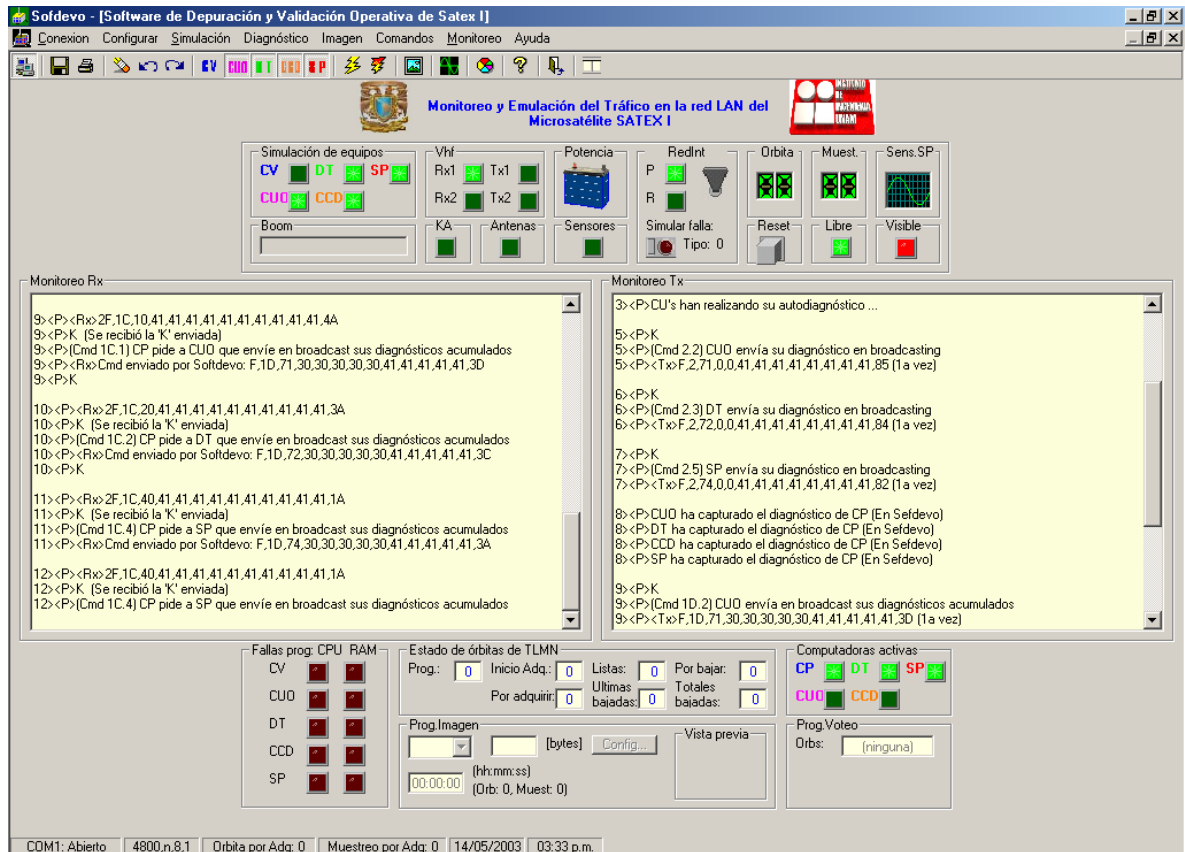 Sofdevo - [Software de Depuración y Validación Operativa de Satex I]
Conexion Configurar Simulación Diagnóstico Imagen Comandos Monitoreo Ayuda
CV CUO DT CCD SP
Monitoreo y Emulación del Tráfico en la red LAN del
Microsatélite SATEX I
INSTITUTO
DE
INGENIERIA
UNAM
Simulación de equipos
CV DT SP
CUO CCD
Vhf
Rx1 Tx1
Rx2 Tx2
Potencia
RedInt
P
R
Orbita
88
Muest.
88
Sens.SP
Boom
KA
Antenas
Sensores
Simular falla:
Tipo: 0
Reset
Libre
Visible
Monitoreo Rx
9><P><Rx>2F,1C,10,41,41,41,41,41,41,41,41,41,41,4A
9><P>K (Se recibió la 'K' enviada)
9><P>(Cmd 1C.1) CP pide a CUO que envíe en broadcast sus diagnósticos acumulados
9><P><Rx>Cmd enviado por Softdevo: F,1D,71,30,30,30,30,30,41,41,41,41,41,3D
9><P>K
10><P><Rx>2F,1C,20,41,41,41,41,41,41,41,41,41,41,3A
10><P>K (Se recibió la 'K' enviada)
10><P>(Cmd 1C.2) CP pide a DT que envíe en broadcast sus diagnósticos acumulados
10><P><Rx>Cmd enviado por Softdevo: F,1D,72,30,30,30,30,30,41,41,41,41,41,3C
10><P>K
11><P><Rx>2F,1C,40,41,41,41,41,41,41,41,41,41,41,1A
11><P>K (Se recibió la 'K' enviada)
11><P>(Cmd 1C.4) CP pide a SP que envíe en broadcast sus diagnósticos acumulados
11><P><Rx>Cmd enviado por Softdevo: F,1D,74,30,30,30,30,30,41,41,41,41,41,3A
12><P><Rx>2F,1C,40,41,41,41,41,41,41,41,41,41,41,1A
12><P>K (Se recibió la 'K' enviada)
12><P>(Cmd 1C.4) CP pide a SP que envíe en broadcast sus diagnósticos acumulados
Monitoreo Tx
3><P>CU's han realizando su autodiagnóstico ...
5><P>K
5><P>(Cmd 2.2) CUO envía su diagnóstico en broadcasting
5><P><Tx>F,2,71,0,0,41,41,41,41,41,41,41,41,85 (1a vez)
6><P>K
6><P>(Cmd 2.3) DT envía su diagnóstico en broadcasting
6><P><Tx>F,2,72,0,0,41,41,41,41,41,41,41,41,84 (1a vez)
7><P>K
7><P>(Cmd 2.5) SP envía su diagnóstico en broadcasting
7><P><Tx>F,2,74,0,0,41,41,41,41,41,41,41,41,82 (1a vez)
8><P>CUO ha capturado el diagnóstico de CP (En Sefdevo)
8><P>DT ha capturado el diagnóstico de CP (En Sefdevo)
8><P>CCD ha capturado el diagnóstico de CP (En Sefdevo)
8><P>SP ha capturado el diagnóstico de CP (En Sefdevo)
9><P>K
9><P>(Cmd 1D.2) CUO envía en broadcast sus diagnósticos acumulados
9><P><Tx>F,1D,71,30,30,30,30,30,41,41,41,41,41,3D (1a vez)
Fallas prog: CPU RAM
CV
CUO
DT
CCD
SP
Estado de órbitas de TLMN
Prog.: 0 Inicio Adq.: 0 Listas: 0 Por bajar: 0
Por adquirir: 0 Ultimas bajadas: 0 Totales bajadas: 0
Prog.Imagen
[bytes] Config...
00:00:00 (hh:mm:ss)
(Orb: 0, Muest: 0)
Vista previa
Computadoras activas
CP DT SP
CUO CCD
Prog.Voteo
Orbs: (ninguna)
COM1: Abierto 4800,n,8,1 Orbita por Adq: 0 Muestreo por Adq: 0 14/05/2003 03:33 p.m.